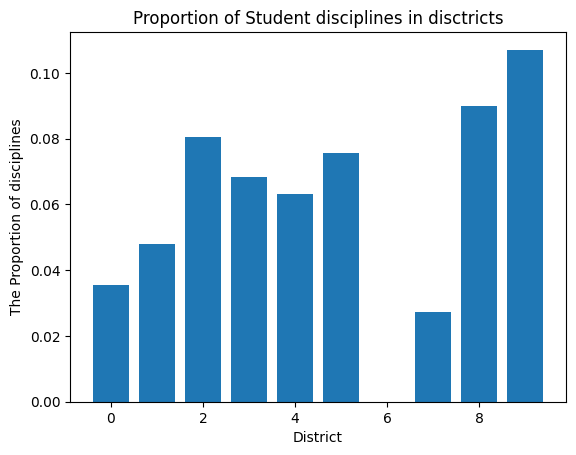 Proportion of Student disciplines in disctricts
The Proportion of disciplines
0.10
0.08
0.06
0.04
0.02
0.00
0 2 4 6 8
District